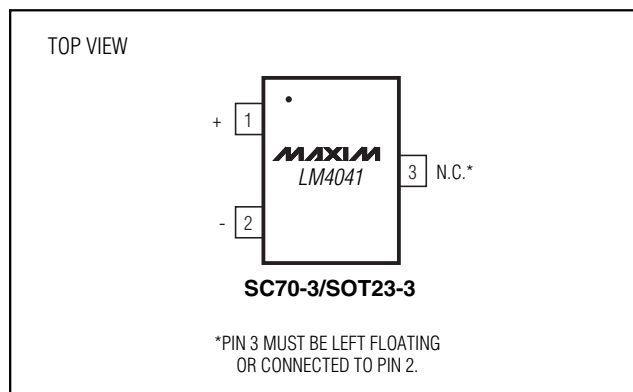 TOP VIEW
+ 1
MAXIM
LM4041
3 N.C.*
- 2
SC70-3/SOT23-3
*PIN 3 MUST BE LEFT FLOATING
OR CONNECTED TO PIN 2.